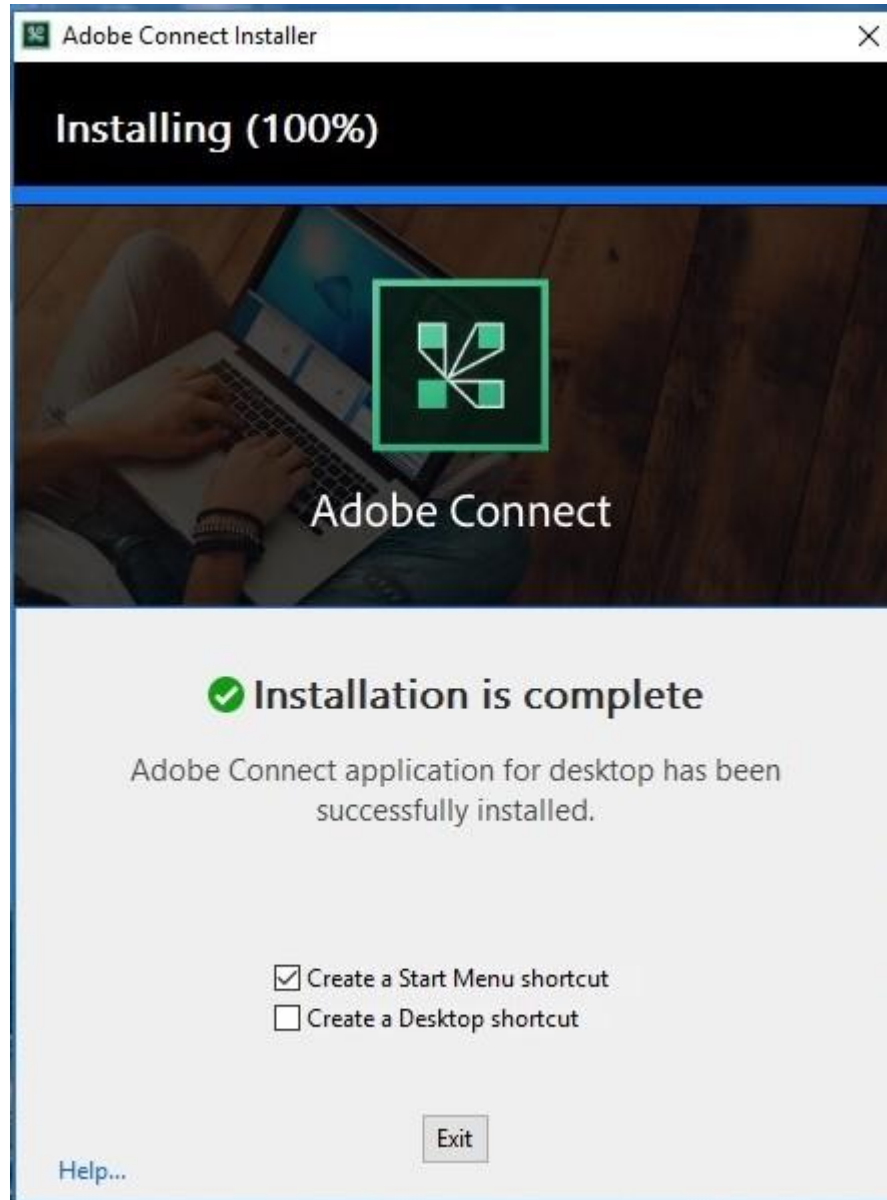 Adobe Connect Installer
Installing (100%)
Adobe Connect
Installation is complete
Adobe Connect application for desktop has been
successfully installed.
Create a Start Menu shortcut
Create a Desktop shortcut
Exit
Help...